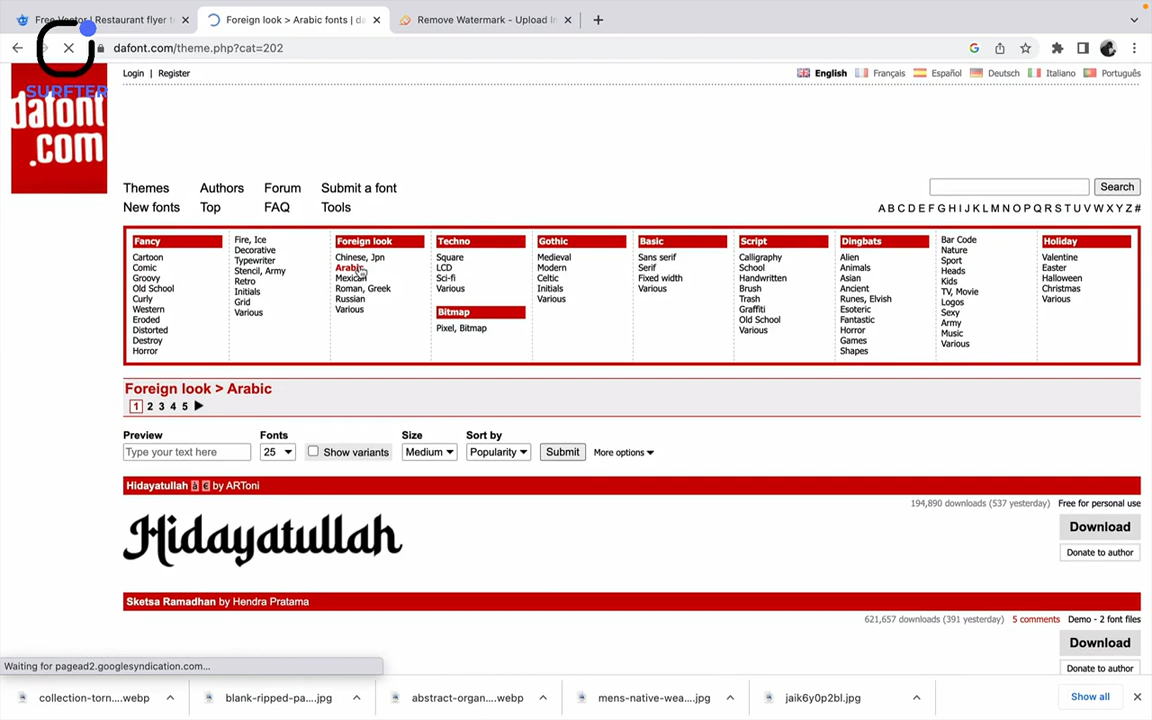 Free Vector | Restaurant flyer t
Foreign look > Arabic fonts | da
Remove Watermark - Upload I
dafont.com/theme.php?cat=202
SURFTER
dafont
.com
Login | Register
English Français Español Deutsch Italiano Português
Themes Authors Forum Submit a font
New fonts Top FAQ Tools
Search
A B C D E F G H I J K L M N O P Q R S T U V W X Y Z #
Fancy
Cartoon
Comic
Groovy
Old School
Curly
Western
Eroded
Distorted
Destroy
Horror
Fire, Ice
Decorative
Typewriter
Stencil, Army
Retro
Initials
Grid
Various
Foreign look
Chinese, Jpn
Arabic
Mexican
Roman, Greek
Russian
Various
Techno
Square
LCD
Sci-fi
Various
Bitmap
Pixel, Bitmap
Gothic
Medieval
Modern
Celtic
Initials
Various
Basic
Sans serif
Serif
Fixed width
Various
Script
Calligraphy
School
Handwritten
Brush
Trash
Graffiti
Old School
Various
Dingbats
Alien
Animals
Asian
Ancient
Runes, Elvish
Esoteric
Fantastic
Horror
Games
Shapes
Bar Code
Nature
Sport
Heads
Kids
TV, Movie
Logos
Sexy
Army
Music
Various
Holiday
Valentine
Easter
Halloween
Christmas
Various
Foreign look > Arabic
1 2 3 4 5
Preview Fonts Size Sort by
Type your text here 25 Show variants Medium Popularity Submit More options
Hidayatullah à € by ARToni
194,890 downloads (537 yesterday) Free for personal use
Hidayatullah
Download
Donate to author
Sketsa Ramadhan by Hendra Pratama
621,657 downloads (391 yesterday) 5 comments Demo - 2 font files
Download
Donate to author
Waiting for pagead2.googlesyndication.com...
collection-torn....webp blank-ripped-pa....jpg abstract-organ....webp mens-native-wea....jpg jaik6y0p2bl.jpg Show all